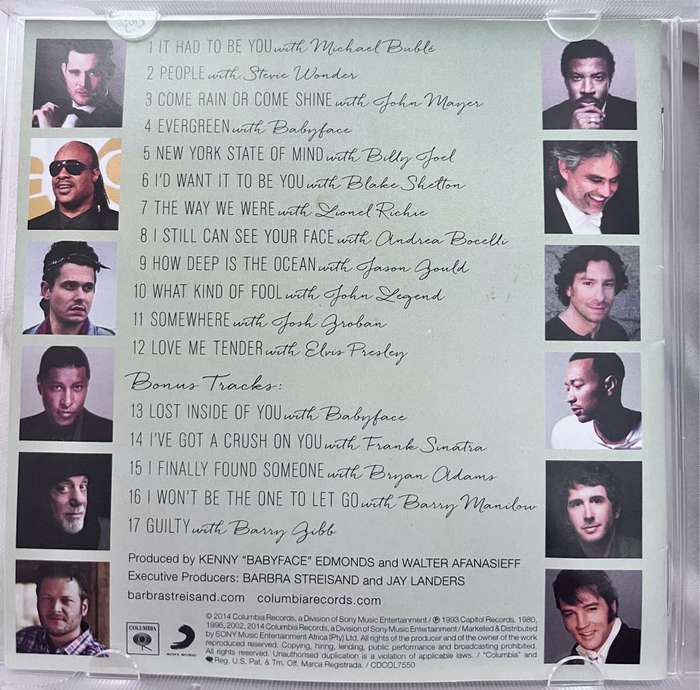 1 IT HAD TO BE YOU with Michael Bublé
2 PEOPLE with Stevie Wonder
3 COME RAIN OR COME SHINE with John Mayer
4 EVERGREEN with Babyface
5 NEW YORK STATE OF MIND with Billy Joel
6 I'D WANT IT TO BE YOU with Blake Shelton
7 THE WAY WE WERE with Lionel Richie
8 I STILL CAN SEE YOUR FACE with Andrea Bocelli
9 HOW DEEP IS THE OCEAN with Jason Gould
10 WHAT KIND OF FOOL with John Legend
11 SOMEWHERE with Josh Groban
12 LOVE ME TENDER with Elvis Presley
Bonus Tracks:
13 LOST INSIDE OF YOU with Babyface
14 I'VE GOT A CRUSH ON YOU with Frank Sinatra
15 I FINALLY FOUND SOMEONE with Bryan Adams
16 I WON'T BE THE ONE TO LET GO with Barry Manilow
17 GUILTY with Barry Gibb
Produced by KENNY "BABYFACE" EDMONDS and WALTER AFANASIEFF
Executive Producers: BARBRA STREISAND and JAY LANDERS
barbrastreisand.com columbiarecords.com
COLUMBIA
© 2014 Columbia Records, a Division of Sony Music Entertainment / ℗ 1993 Capitol Records, 1980,
1996, 2002, 2014 Columbia Records, a Division of Sony Music Entertainment / Marketed & Distributed
by SONY Music Entertainment Africa (Pty) Ltd. All rights of the producer and of the owner of the work
reproduced reserved. Copying, hiring, lending, public performance and broadcasting prohibited.
All rights reserved. Unauthorised duplication is a violation of applicable laws. / "Columbia" and
Reg. U.S. Pat. & Tm. Off. Marca Registrada. / CDCOL7550